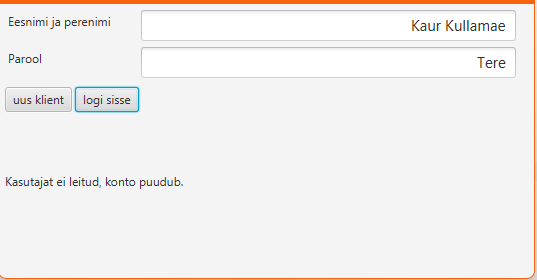 Eesnimi ja perenimi
Kaur Kullamae
Parool
Tere
uus klient
logi sisse
Kasutajat ei leitud, konto puudub.